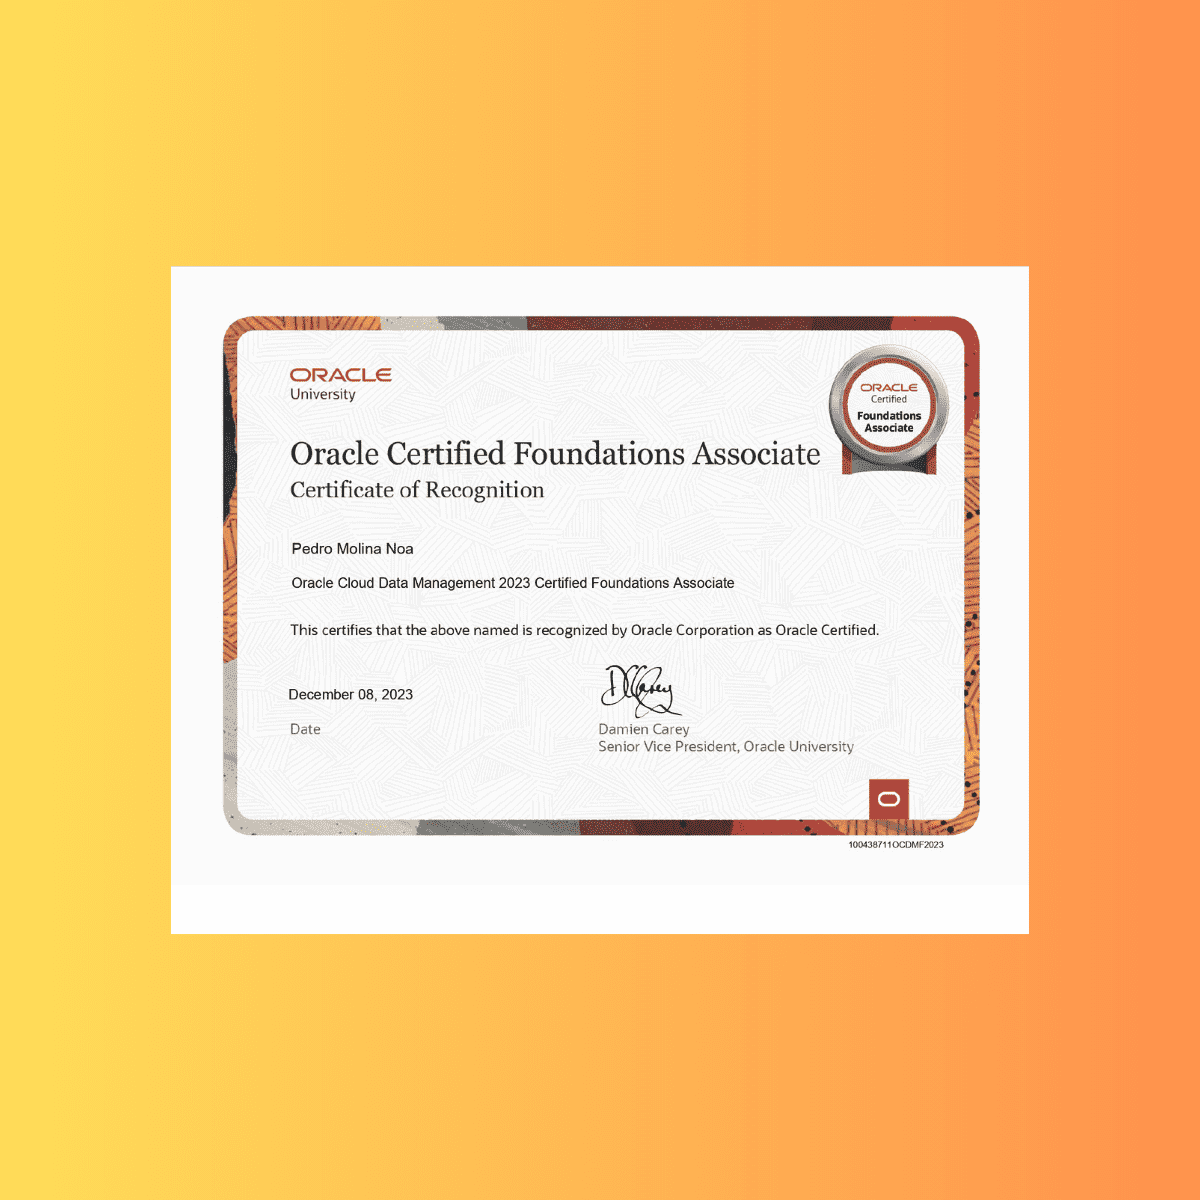 ORACLE
University
ORACLE
Certified
Foundations
Associate
Oracle Certified Foundations Associate
Certificate of Recognition
Pedro Molina Noa
Oracle Cloud Data Management 2023 Certified Foundations Associate
This certifies that the above named is recognized by Oracle Corporation as Oracle Certified.
December 08, 2023
Date
DCarey
Damien Carey
Senior Vice President, Oracle University
100438711OCDMF2023